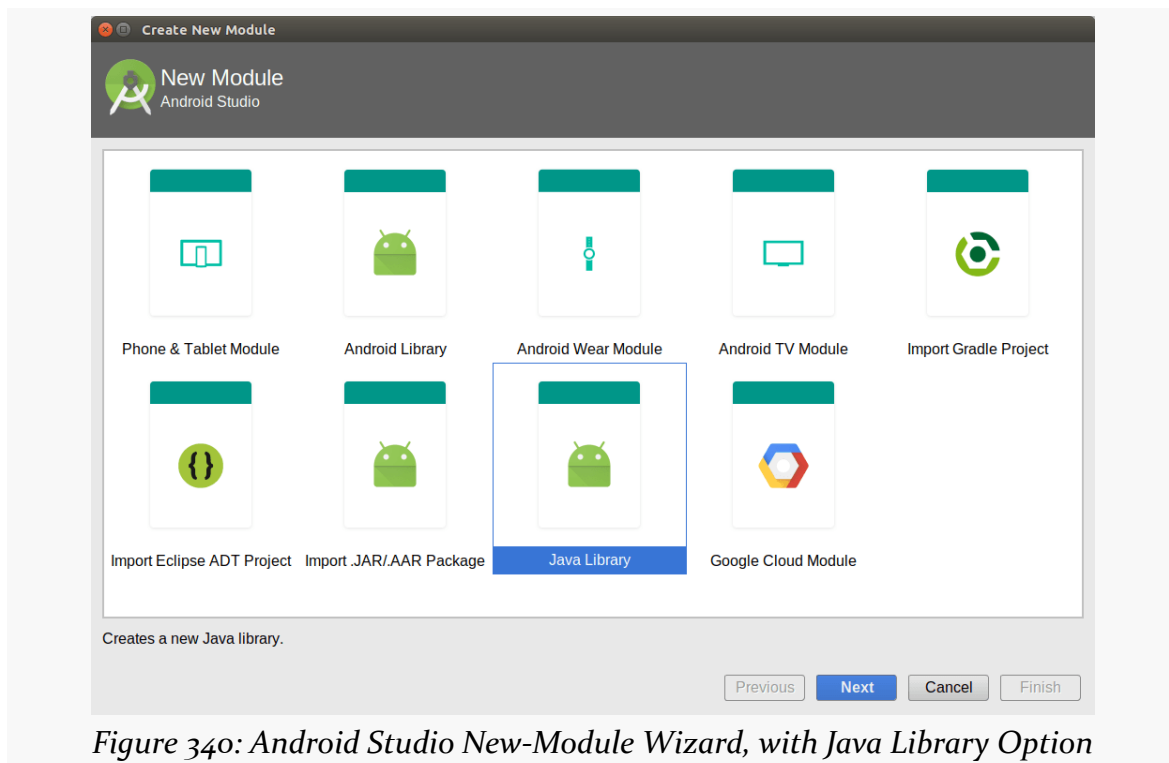 Create New Module
New Module
Android Studio
Phone & Tablet Module
Android Library
Android Wear Module
Android TV Module
Import Gradle Project
{}
Import Eclipse ADT Project
Import .JAR/.AAR Package
Java Library
Google Cloud Module
Creates a new Java library.
Previous
Next
Cancel
Finish
Figure 340: Android Studio New-Module Wizard, with Java Library Option